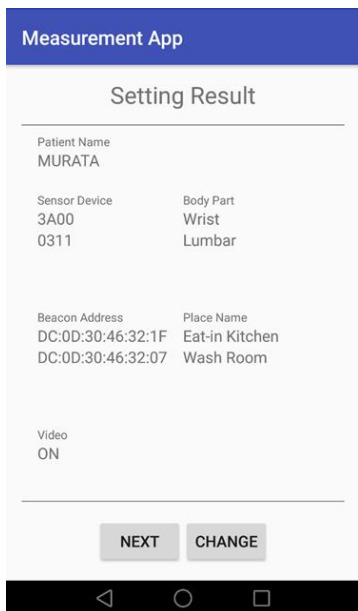 Measurement App
Setting Result
Patient Name
MURATA
Sensor Device Body Part
3A00 Wrist
0311 Lumbar
Beacon Address Place Name
DC:0D:30:46:32:1F Eat-in Kitchen
DC:0D:30:46:32:07 Wash Room
Video
ON
NEXT CHANGE